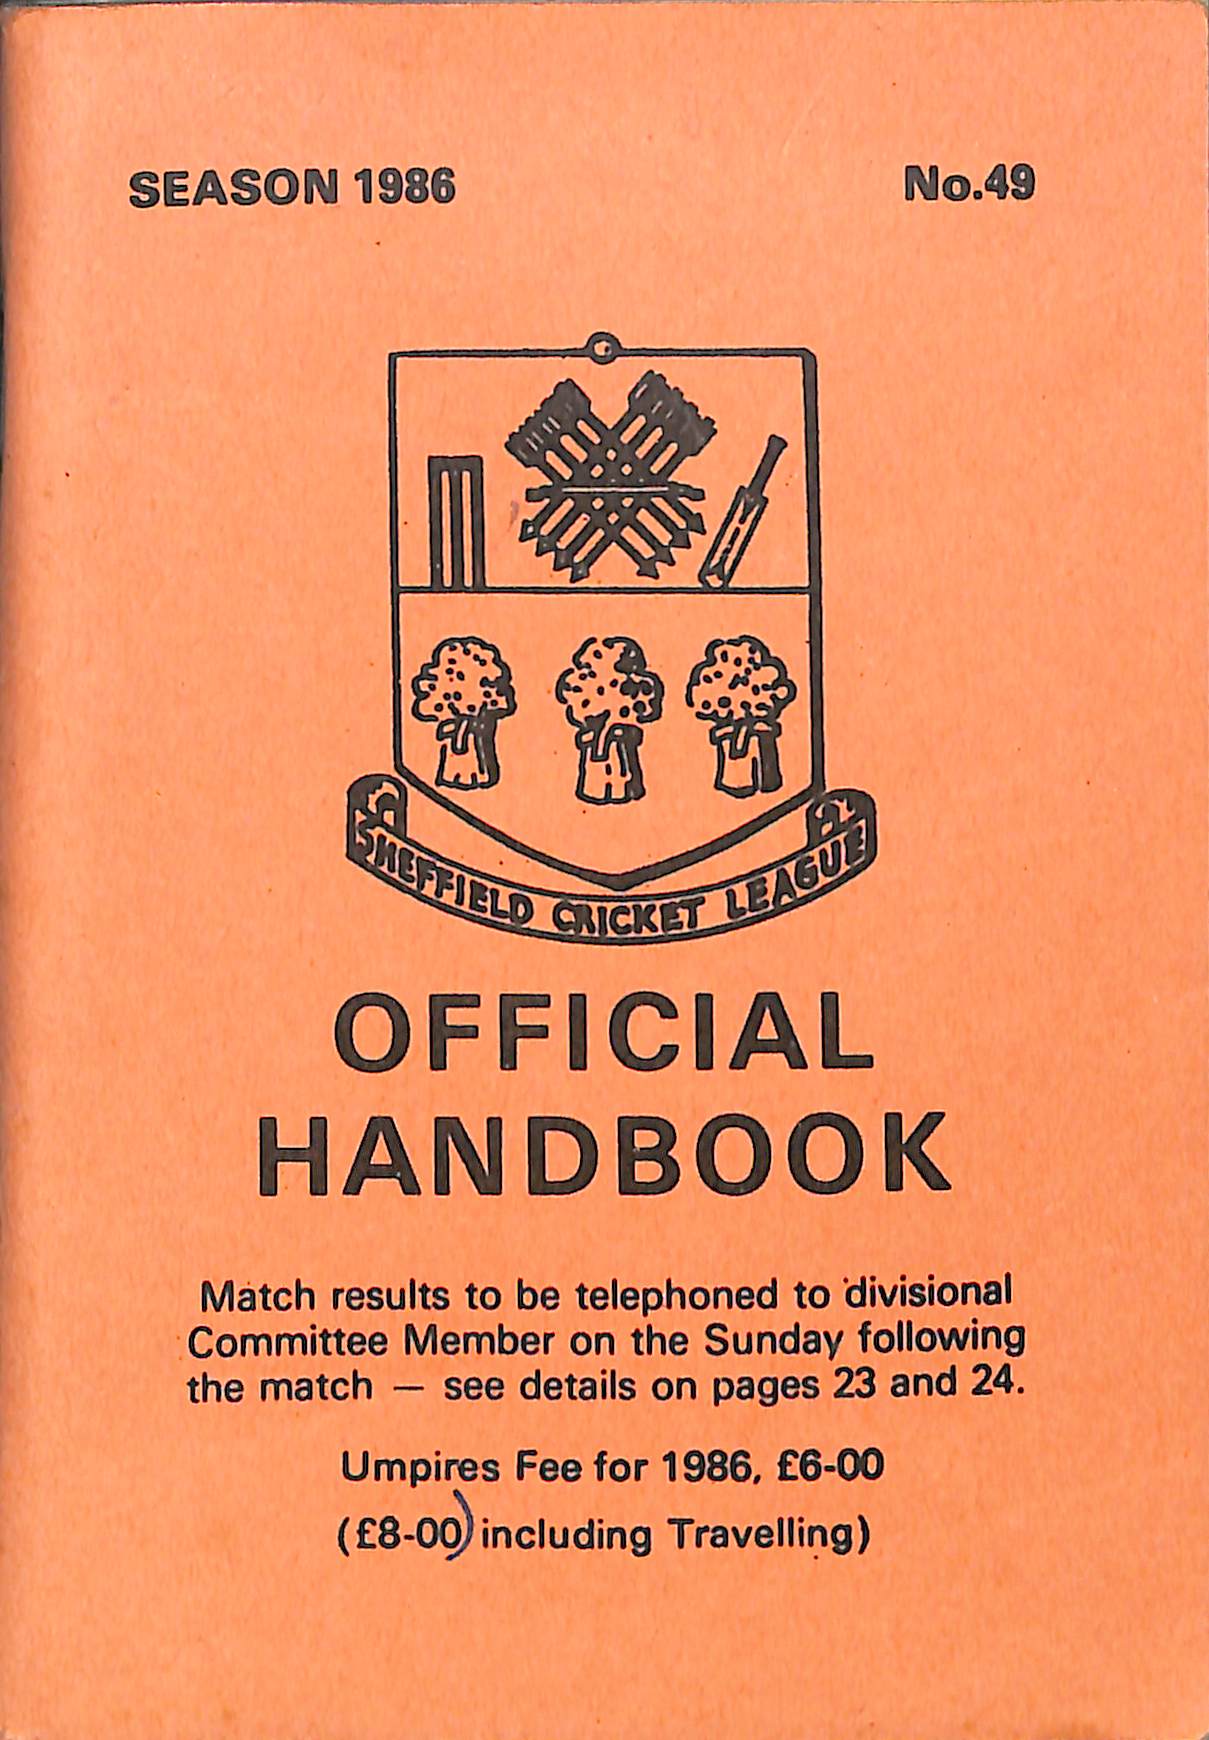 SEASON 1986 No.49
SHEFFIELD CRICKET LEAGUE
OFFICIAL
HANDBOOK
Match results to be telephoned to divisional
Committee Member on the Sunday following
the match — see details on pages 23 and 24.
Umpires Fee for 1986, £6-00
(£8-00) including Travelling)